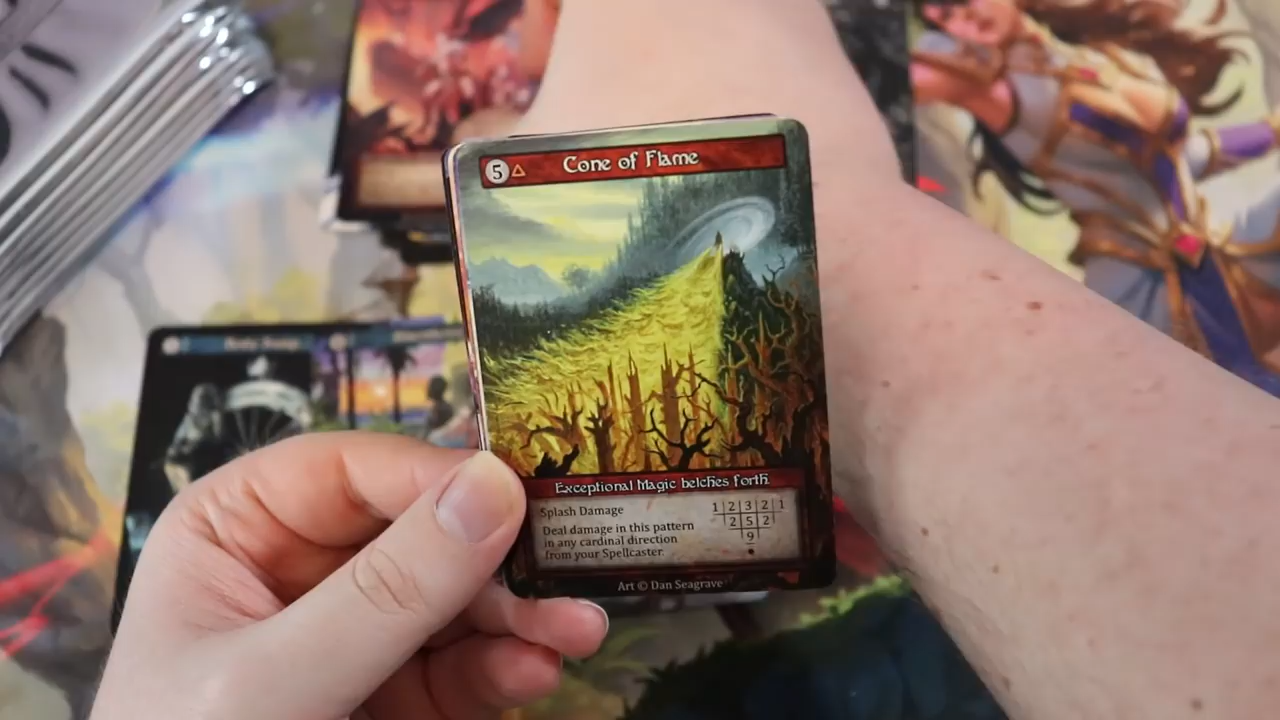 5 Cone of Flame
Exceptional Magic belches forth.
Splash Damage
Deal damage in this pattern
in any cardinal direction
from your Spellcaster.
1 2 3 2 1
2 5 2
9
Art © Dan Seagrave